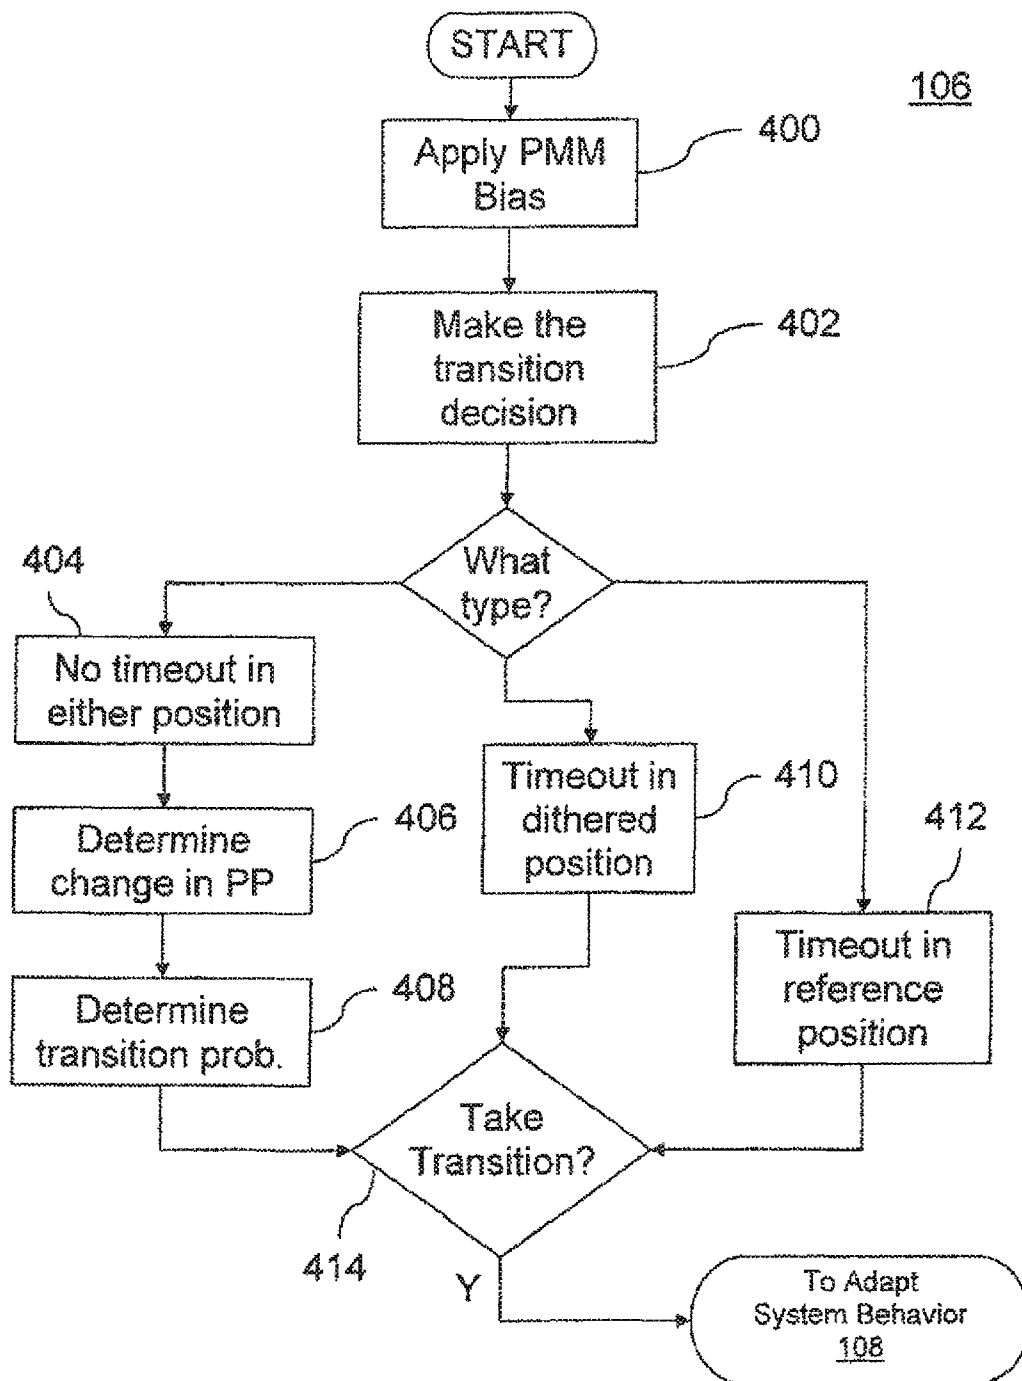 START
106
400
Apply PMM
Bias
402
Make the
transition
decision
What
type?
404
No timeout in
either position
410
Timeout in
dithered
position
406
Determine
change in PP
412
Timeout in
reference
position
408
Determine
transition prob.
Take
Transition?
414
Y
To Adapt
System Behavior
108